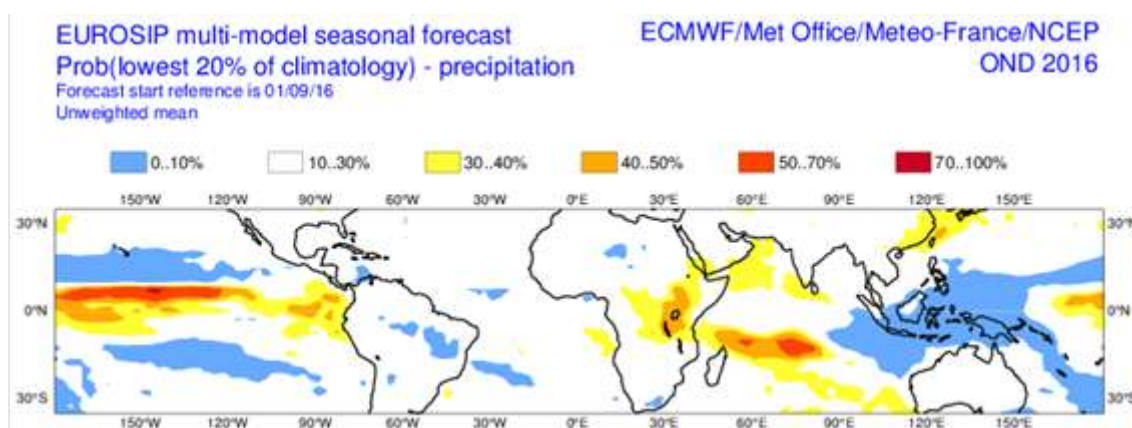 EUROSIP multi-model seasonal forecast
Prob(lowest 20% of climatology) - precipitation
Forecast start reference is 01/09/16
Unweighted mean
ECMWF/Met Office/Meteo-France/NCEP
OND 2016
0..10% 10..30% 30..40% 40..50% 50..70% 70..100%
150°W 120°W 90°W 60°W 30°W 0°E 30°E 60°E 90°E 120°E 150°E
30°N 30°N
0°N 0°N
30°S 30°S
150°W 120°W 90°W 60°W 30°W 0°E 30°E 60°E 90°E 120°E 150°E